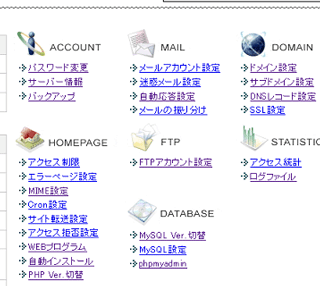 ACCOUNT
パスワード変更
サーバー情報
バックアップ
MAIL
メールアカウント設定
迷惑メール設定
自動応答設定
メールの振り分け
DOMAIN
ドメイン設定
サブドメイン設定
DNSレコード設定
SSL設定
HOMEPAGE
アクセス制限
エラーページ設定
MIME設定
Cron設定
サイト転送設定
アクセス拒否設定
WEBプログラム
自動インストール
PHP Ver.切替
FTP
FTPアカウント設定
DATABASE
MySQL Ver.切替
MySQL設定
phpmyadmin
STATISTIC
アクセス統計
ログファイル